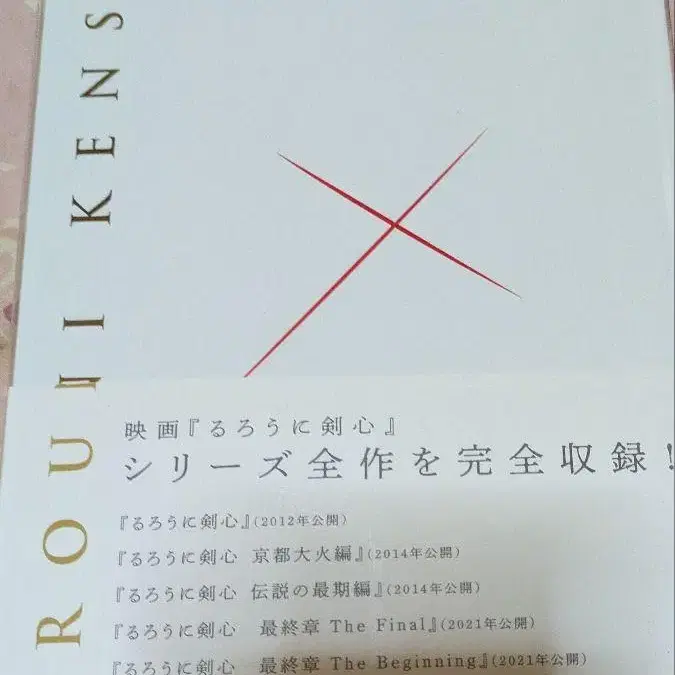 ROUII KENS
映画『るろうに剣心』
シリーズ全作を完全収録!
『るろうに剣心』(2012年公開)
『るろうに剣心 京都大火編』(2014年公開)
『るろうに剣心 伝説の最期編』(2014年公開)
『るろうに剣心 最終章 The Final』(2021年公開)
『るろうに剣心 最終章 The Beginning』(2021年公開)